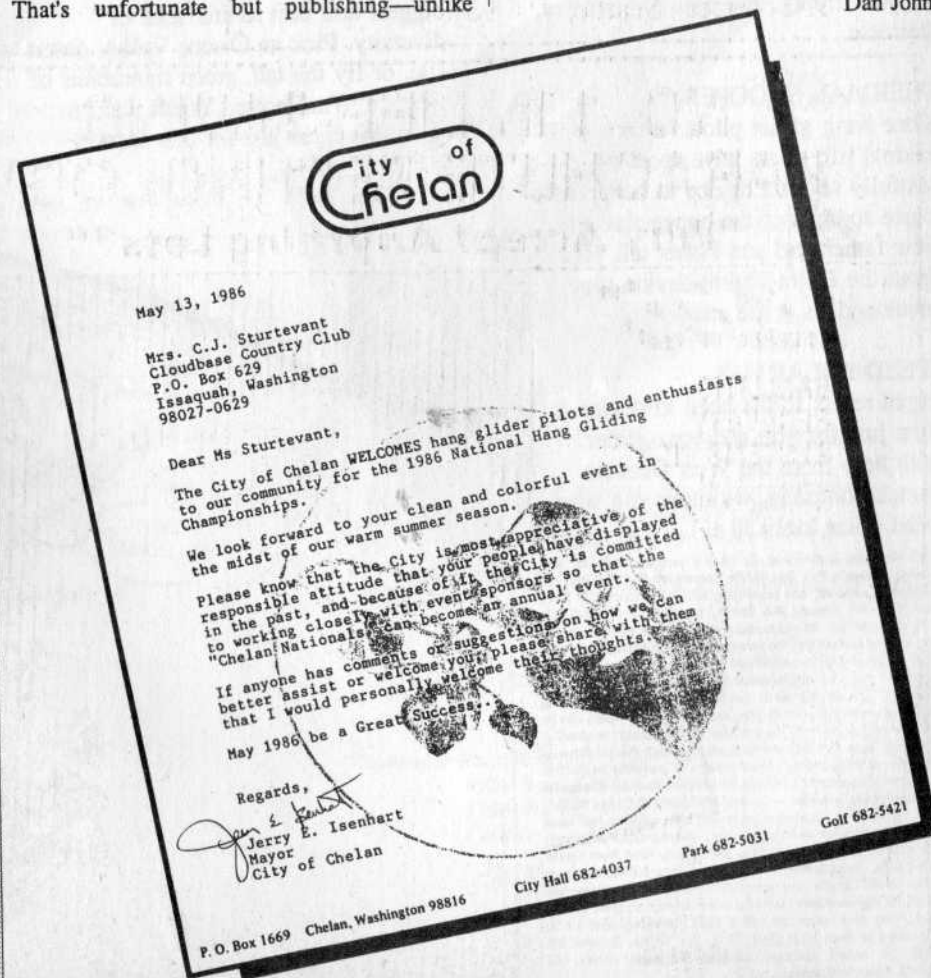 That's unfortunate but publishing—unlike
Dan John
City of
Chelan
May 13, 1986
Mrs. C.J. Sturtevant
Cloudbase Country Club
P.O. Box 629
Issaquah, Washington
98027-0629
Dear Ms Sturtevant,
The City of Chelan WELCOMES hang glider pilots and enthusiasts
to our community for the 1986 National Hang Gliding
Championships.
We look forward to your clean and colorful event in
the midst of our warm summer season.
Please know that the City is most appreciative of the
responsible attitude that your people have displayed
in the past, and because of it the City is committed
to working closely with event sponsors so that the
"Chelan Nationals" can become an annual event.
If anyone has comments or suggestions on how we can
better assist or welcome you, please share with them
that I would personally welcome their thoughts.
May 1986 be a Great Success..
Regards,
Jerry E. Isenhart
Mayor
City of Chelan
P. O. Box 1669 Chelan, Washington 98816 City Hall 682-4037 Park 682-5031 Golf 682-5421